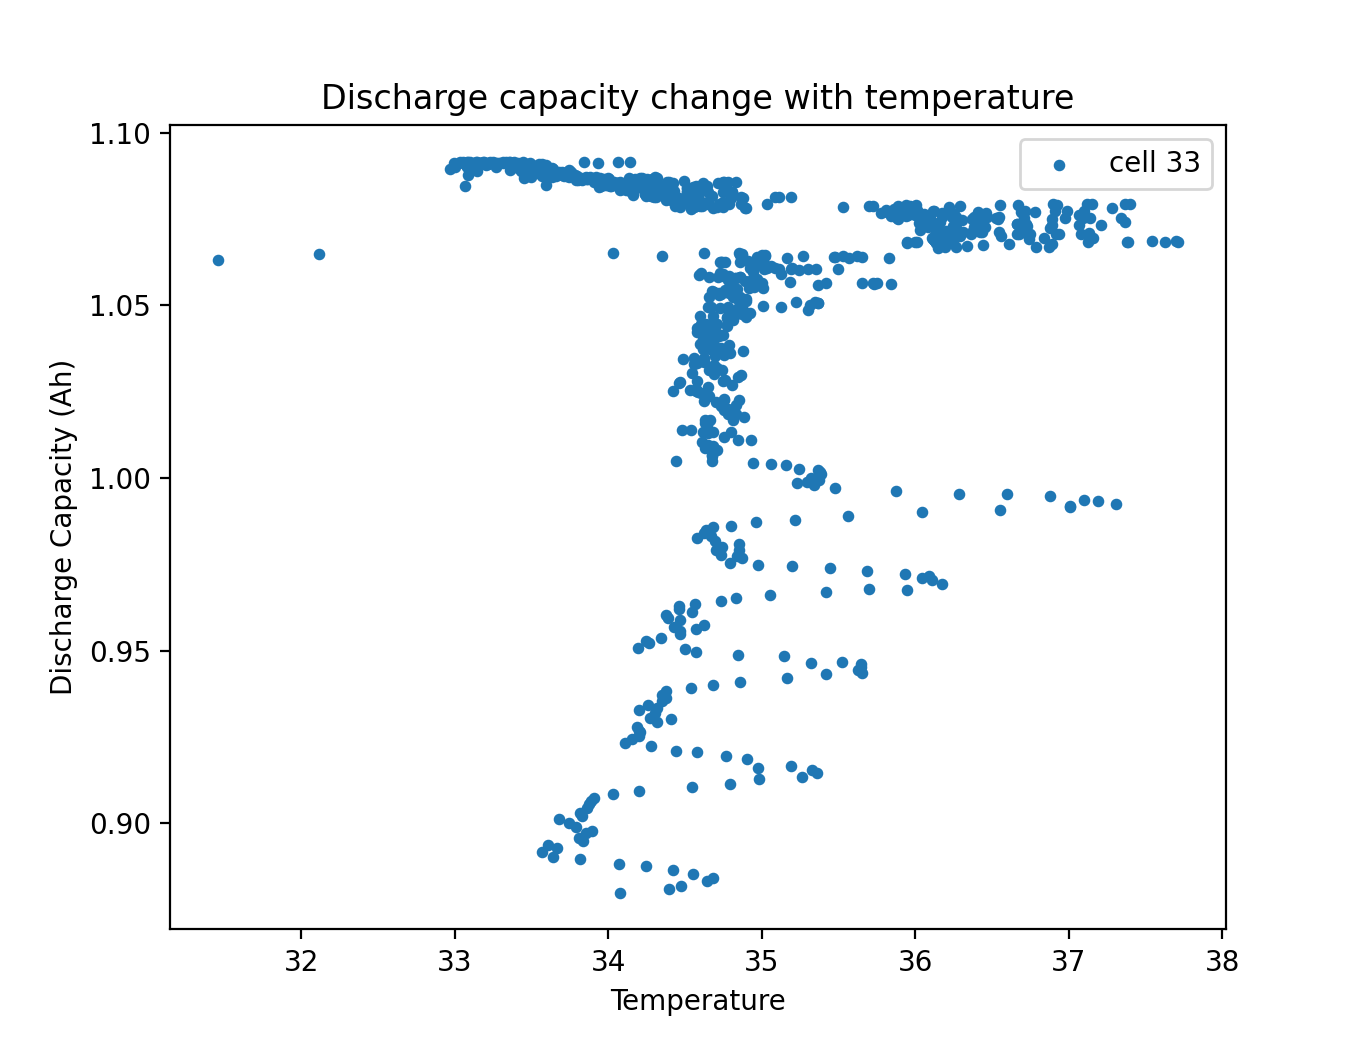 Discharge capacity change with temperature
cell 33
1.10
1.05
1.00
0.95
0.90
Discharge Capacity (Ah)
32 33 34 35 36 37 38
Temperature